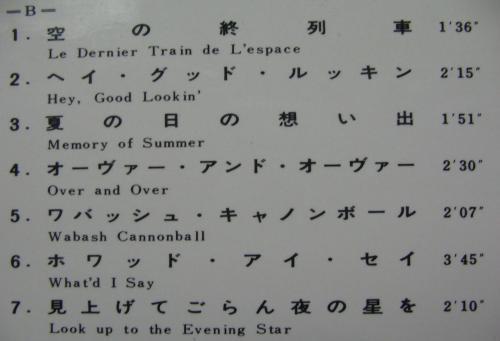 —B—
1. 空の終列車 1'36"
Le Dernier Train de L'espace
2. ヘイ・グッド・ルッキン 2'15"
Hey, Good Lookin'
3. 夏の日の想い出 1'51"
Memory of Summer
4. オーヴァー・アンド・オーヴァー 2'30"
Over and Over
5. ワバッシュ・キャノンボール 2'07"
Wabash Cannonball
6. ホワッド・アイ・セイ 3'45"
What'd I Say
7. 見上げてごらん夜の星を 2'10"
Look up to the Evening Star